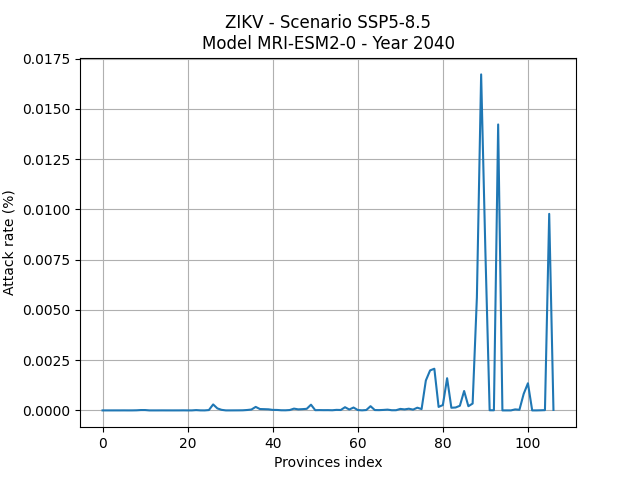 ZIKV - Scenario SSP5-8.5
Model MRI-ESM2-0 - Year 2040
Attack rate (%)
0.0175
0.0150
0.0125
0.0100
0.0075
0.0050
0.0025
0.0000
0 20 40 60 80 100
Provinces index